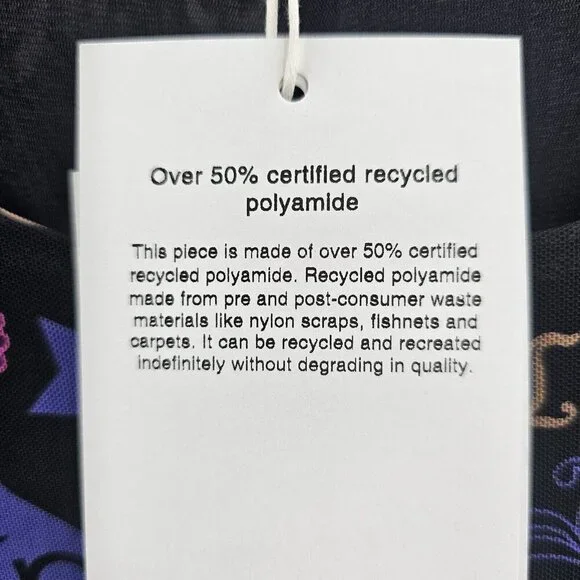 Over 50% certified recycled
polyamide
This piece is made of over 50% certified
recycled polyamide. Recycled polyamide
made from pre and post-consumer waste
materials like nylon scraps, fishnets and
carpets. It can be recycled and recreated
indefinitely without degrading in quality.